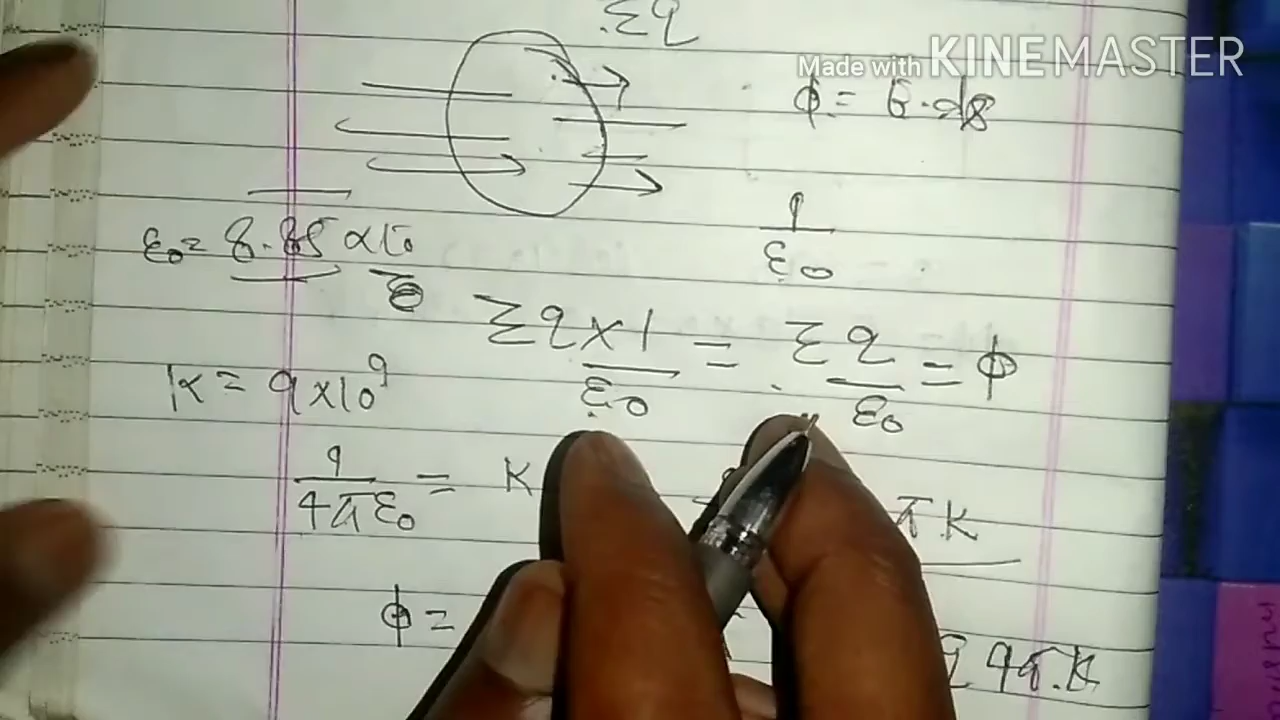 Σq
Made with KINEMASTER
ϕ = E.ds
1/ε₀
ε₀ = 8.85 × 10
Σq × 1/ε₀ = Σq/ε₀ = ϕ
K = 9 × 10⁹
1/4πε₀ = K
πK
ϕ =
4π.K